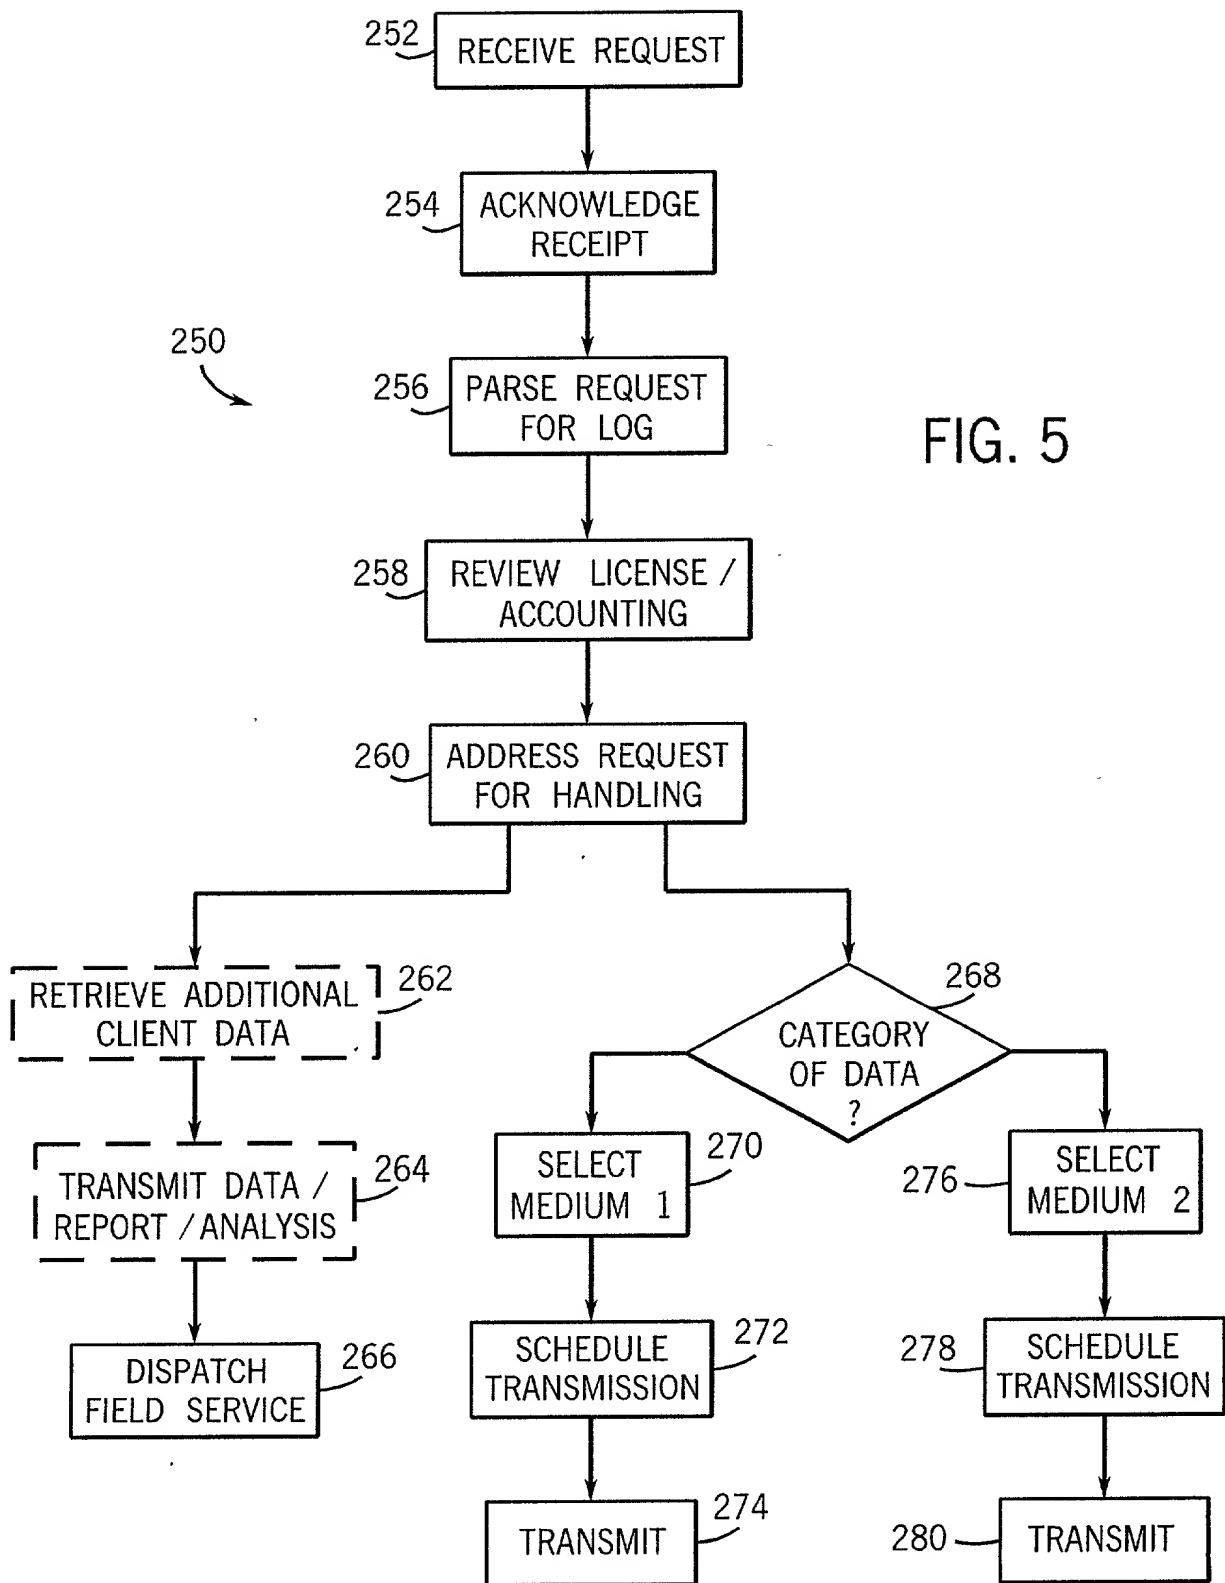 252
RECEIVE REQUEST
254
ACKNOWLEDGE
RECEIPT
250
256
PARSE REQUEST
FOR LOG
FIG. 5
258
REVIEW LICENSE /
ACCOUNTING
260
ADDRESS REQUEST
FOR HANDLING
RETRIEVE ADDITIONAL
CLIENT DATA
262
268
CATEGORY
OF DATA
?
TRANSMIT DATA /
REPORT / ANALYSIS
264
SELECT
MEDIUM 1
270
276
SELECT
MEDIUM 2
DISPATCH
FIELD SERVICE
266
SCHEDULE
TRANSMISSION
272
278
SCHEDULE
TRANSMISSION
TRANSMIT
274
280
TRANSMIT